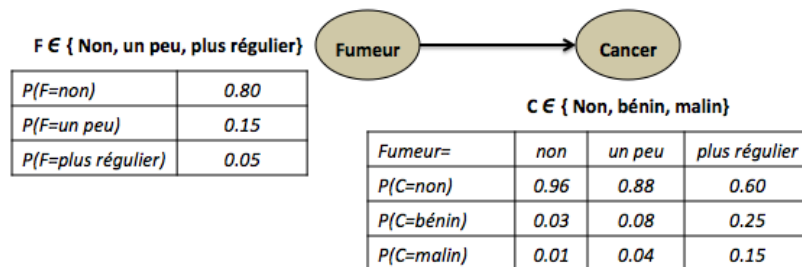 F ∈ { Non, un peu, plus régulier}
Fumeur
Cancer
P(F=non) 0.80
P(F=un peu) 0.15
P(F=plus régulier) 0.05
C ∈ { Non, bénin, malin}
Fumeur= non un peu plus régulier
P(C=non) 0.96 0.88 0.60
P(C=bénin) 0.03 0.08 0.25
P(C=malin) 0.01 0.04 0.15